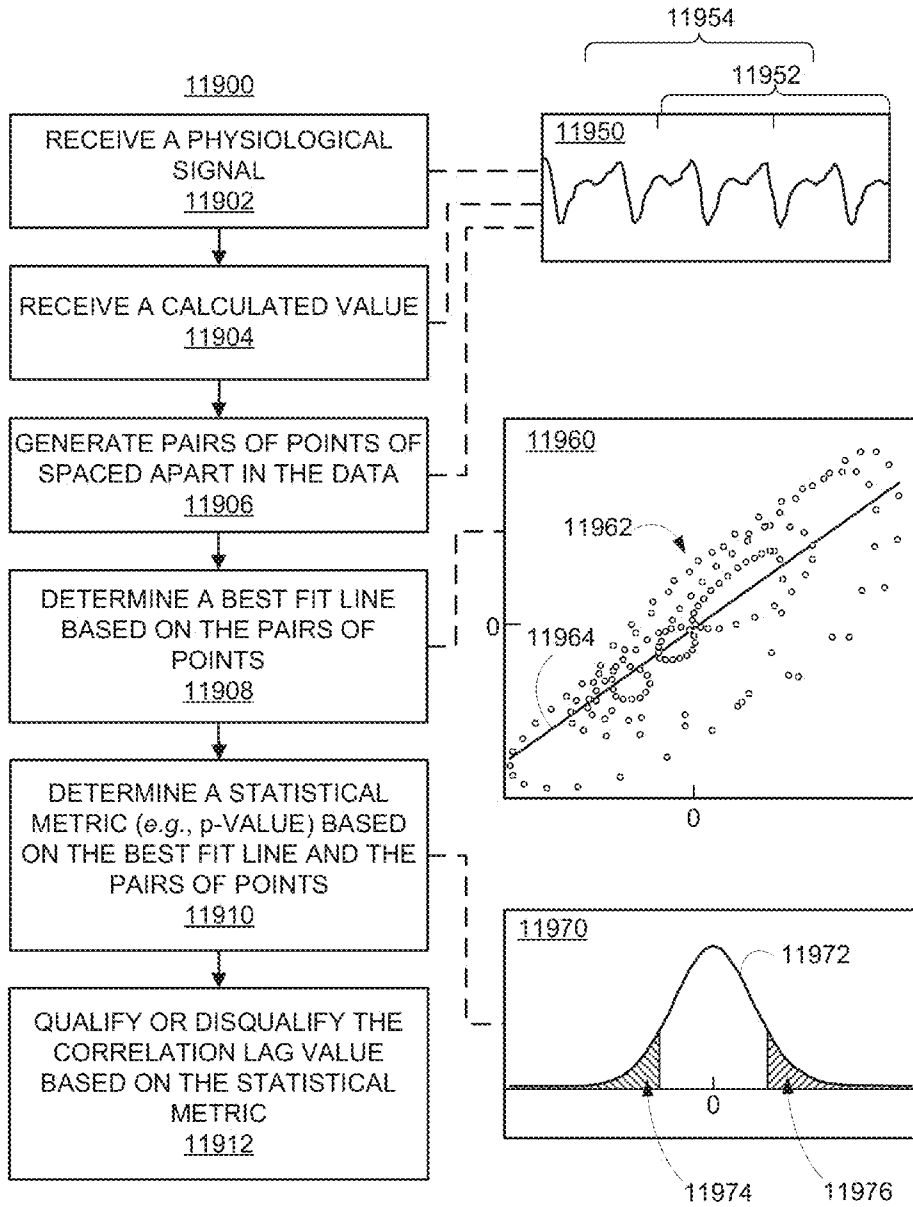 11900
RECEIVE A PHYSIOLOGICAL
SIGNAL
11902
RECEIVE A CALCULATED VALUE
11904
GENERATE PAIRS OF POINTS OF
SPACED APART IN THE DATA
11906
DETERMINE A BEST FIT LINE
BASED ON THE PAIRS OF
POINTS
11908
DETERMINE A STATISTICAL
METRIC (e.g., p-VALUE) BASED
ON THE BEST FIT LINE AND THE
PAIRS OF POINTS
11910
QUALIFY OR DISQUALIFY THE
CORRELATION LAG VALUE
BASED ON THE STATISTICAL
METRIC
11912
11954
11952
11950
11960
11962
0
11964
0
11970
11972
0
11974
11976